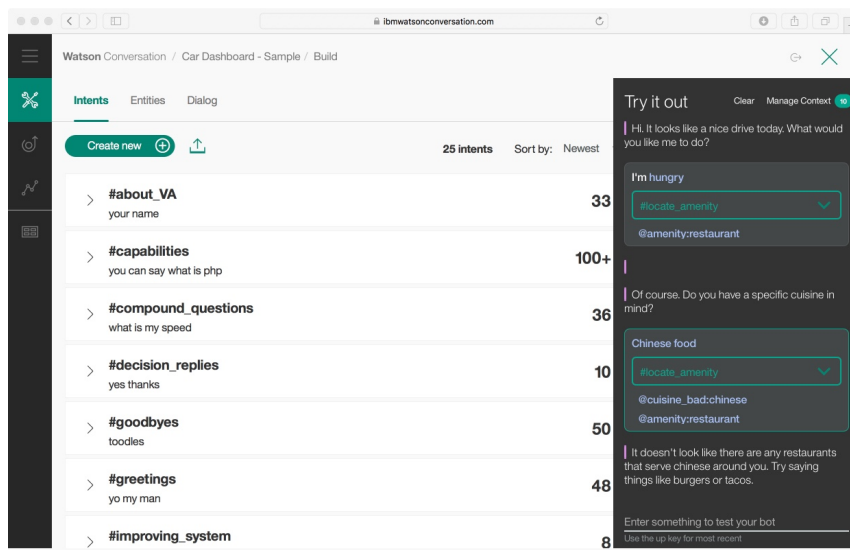 ibmwatsonconversation.com
Watson Conversation / Car Dashboard - Sample / Build
Intents Entities Dialog
Create new
25 intents Sort by: Newest
#about_VA
your name
33
#capabilities
you can say what is php
100+
#compound_questions
what is my speed
36
#decision_replies
yes thanks
10
#goodbyes
toodles
50
#greetings
yo my man
48
#improving_system
8
Try it out Clear Manage Context 10
Hi. It looks like a nice drive today. What would
you like me to do?
I'm hungry
#locate_amenity
@amenity:restaurant
Of course. Do you have a specific cuisine in
mind?
Chinese food
#locate_amenity
@cuisine_bad:chinese
@amenity:restaurant
It doesn't look like there are any restaurants
that serve chinese around you. Try saying
things like burgers or tacos.
Enter something to test your bot
Use the up key for most recent